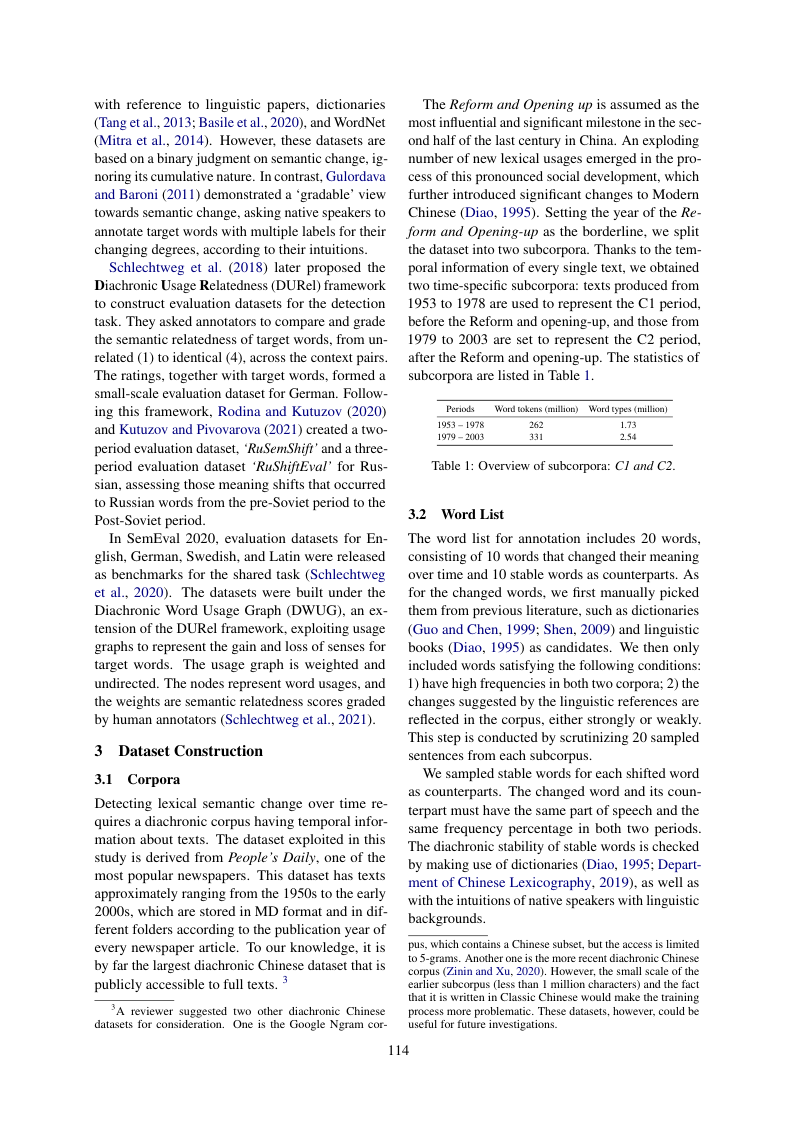 with reference to linguistic papers, dictionaries
(Tang et al., 2013; Basile et al., 2020), and WordNet
(Mitra et al., 2014). However, these datasets are
based on a binary judgment on semantic change, ig-
noring its cumulative nature. In contrast, Gulordava
and Baroni (2011) demonstrated a ‘gradable’ view
towards semantic change, asking native speakers to
annotate target words with multiple labels for their
changing degrees, according to their intuitions.
Schlechtweg et al. (2018) later proposed the
Diachronic Usage Relatedness (DURel) framework
to construct evaluation datasets for the detection
task. They asked annotators to compare and grade
the semantic relatedness of target words, from un-
related (1) to identical (4), across the context pairs.
The ratings, together with target words, formed a
small-scale evaluation dataset for German. Follow-
ing this framework, Rodina and Kutuzov (2020)
and Kutuzov and Pivovarova (2021) created a two-
period evaluation dataset, ‘RuSemShift’ and a three-
period evaluation dataset ‘RuShiftEval’ for Rus-
sian, assessing those meaning shifts that occurred
to Russian words from the pre-Soviet period to the
Post-Soviet period.
In SemEval 2020, evaluation datasets for En-
glish, German, Swedish, and Latin were released
as benchmarks for the shared task (Schlechtweg
et al., 2020). The datasets were built under the
Diachronic Word Usage Graph (DWUG), an ex-
tension of the DURel framework, exploiting usage
graphs to represent the gain and loss of senses for
target words. The usage graph is weighted and
undirected. The nodes represent word usages, and
the weights are semantic relatedness scores graded
by human annotators (Schlechtweg et al., 2021).
3 Dataset Construction
3.1 Corpora
Detecting lexical semantic change over time re-
quires a diachronic corpus having temporal infor-
mation about texts. The dataset exploited in this
study is derived from People’s Daily, one of the
most popular newspapers. This dataset has texts
approximately ranging from the 1950s to the early
2000s, which are stored in MD format and in dif-
ferent folders according to the publication year of
every newspaper article. To our knowledge, it is
by far the largest diachronic Chinese dataset that is
publicly accessible to full texts. 3
3A reviewer suggested two other diachronic Chinese
datasets for consideration. One is the Google Ngram cor-
The Reform and Opening up is assumed as the
most influential and significant milestone in the sec-
ond half of the last century in China. An exploding
number of new lexical usages emerged in the pro-
cess of this pronounced social development, which
further introduced significant changes to Modern
Chinese (Diao, 1995). Setting the year of the Re-
form and Opening-up as the borderline, we split
the dataset into two subcorpora. Thanks to the tem-
poral information of every single text, we obtained
two time-specific subcorpora: texts produced from
1953 to 1978 are used to represent the C1 period,
before the Reform and opening-up, and those from
1979 to 2003 are set to represent the C2 period,
after the Reform and opening-up. The statistics of
subcorpora are listed in Table 1.
Periods Word tokens (million) Word types (million)
1953 – 1978 262 1.73
1979 – 2003 331 2.54
Table 1: Overview of subcorpora: C1 and C2.
3.2 Word List
The word list for annotation includes 20 words,
consisting of 10 words that changed their meaning
over time and 10 stable words as counterparts. As
for the changed words, we first manually picked
them from previous literature, such as dictionaries
(Guo and Chen, 1999; Shen, 2009) and linguistic
books (Diao, 1995) as candidates. We then only
included words satisfying the following conditions:
1) have high frequencies in both two corpora; 2) the
changes suggested by the linguistic references are
reflected in the corpus, either strongly or weakly.
This step is conducted by scrutinizing 20 sampled
sentences from each subcorpus.
We sampled stable words for each shifted word
as counterparts. The changed word and its coun-
terpart must have the same part of speech and the
same frequency percentage in both two periods.
The diachronic stability of stable words is checked
by making use of dictionaries (Diao, 1995; Depart-
ment of Chinese Lexicography, 2019), as well as
with the intuitions of native speakers with linguistic
backgrounds.
pus, which contains a Chinese subset, but the access is limited
to 5-grams. Another one is the more recent diachronic Chinese
corpus (Zinin and Xu, 2020). However, the small scale of the
earlier subcorpus (less than 1 million characters) and the fact
that it is written in Classic Chinese would make the training
process more problematic. These datasets, however, could be
useful for future investigations.
114